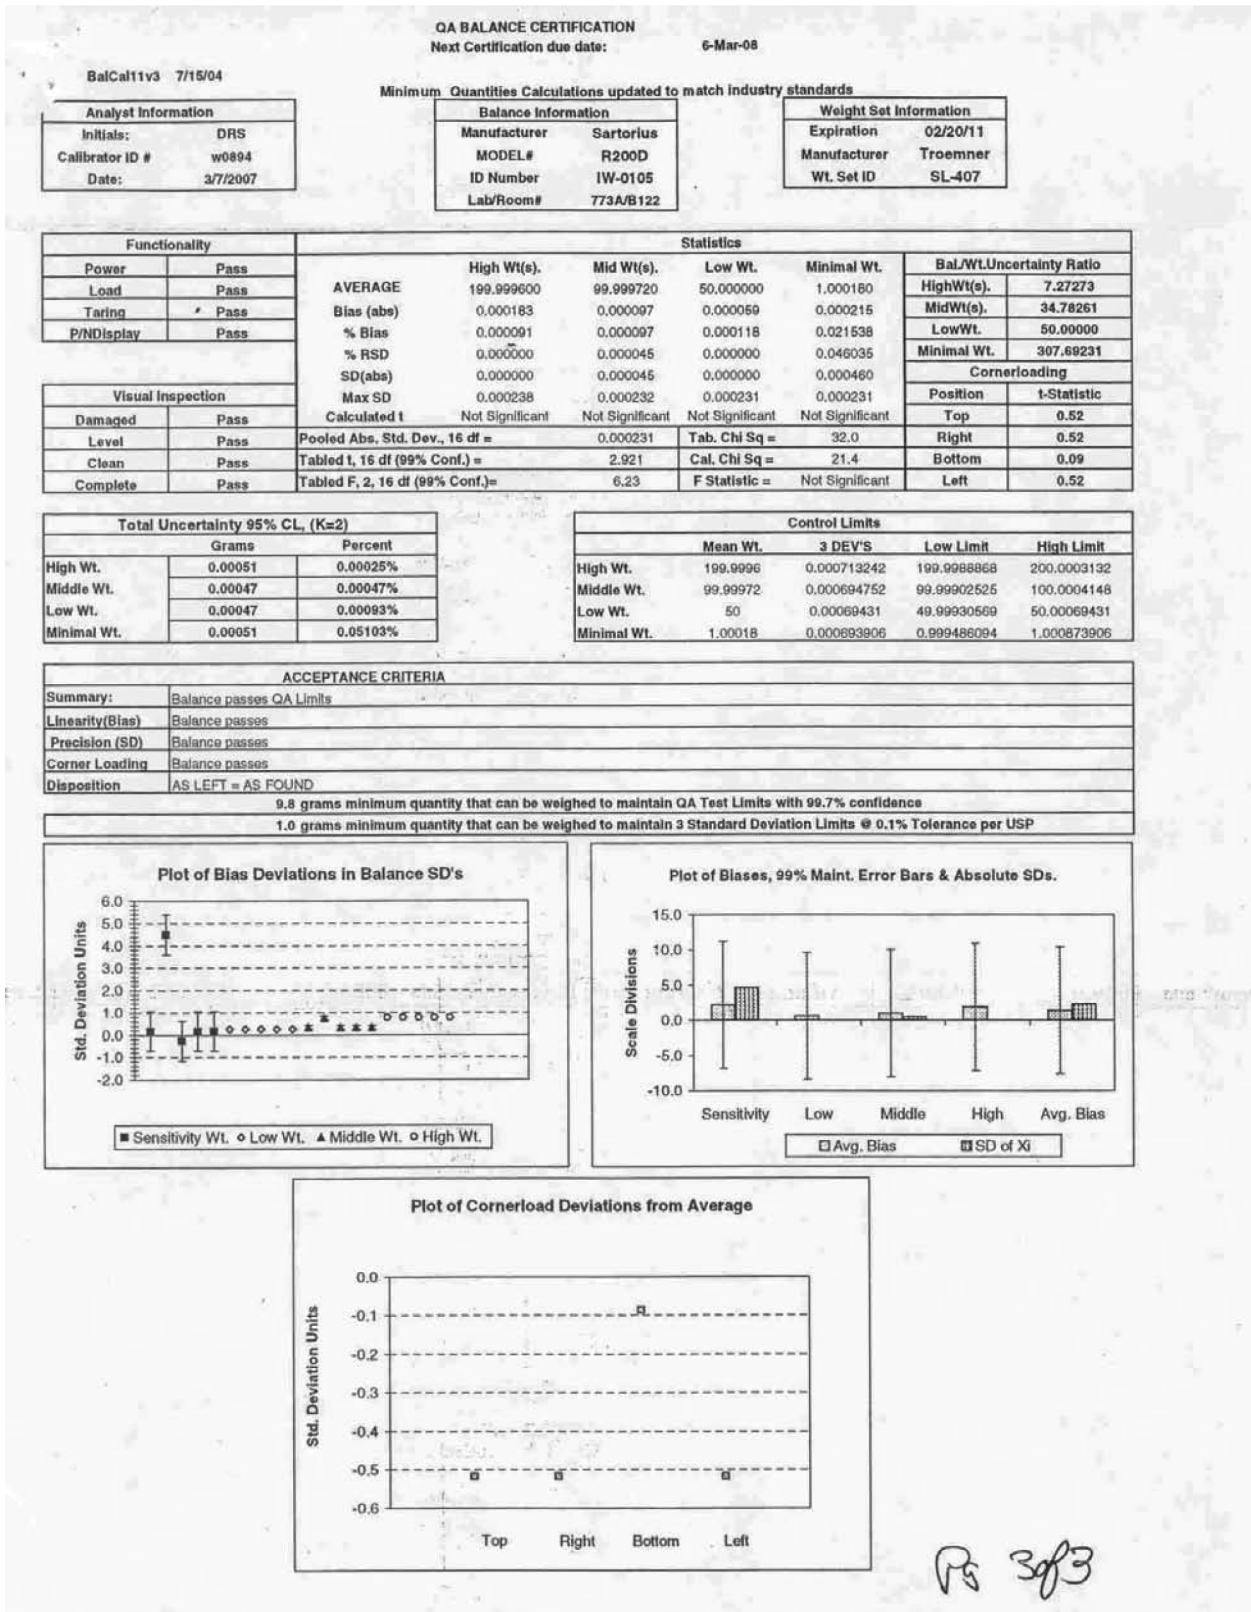 QA BALANCE CERTIFICATION
Next Certification due date: 6-Mar-08
BalCal11v3 7/15/04
Minimum Quantities Calculations updated to match industry standards
Analyst Information
Initials: DRS
Calibrator ID # w0894
Date: 3/7/2007
Balance Information
Manufacturer Sartorius
MODEL# R200D
ID Number IW-0105
Lab/Room# 773A/B122
Weight Set Information
Expiration 02/20/11
Manufacturer Troemner
Wt. Set ID SL-407
Functionality
Power Pass
Load Pass
Taring Pass
P/NDisplay Pass
Visual Inspection
Damaged Pass
Level Pass
Clean Pass
Complete Pass
Statistics
High Wt(s). Mid Wt(s). Low Wt. Minimal Wt.
AVERAGE 199.999600 99.999720 50.000000 1.000180
Bias (abs) 0.000183 0.000097 0.000059 0.000215
% Bias 0.000091 0.000097 0.000118 0.021538
% RSD 0.000000 0.000045 0.000000 0.046035
SD(abs) 0.000000 0.000045 0.000000 0.000460
Max SD 0.000238 0.000232 0.000231 0.000231
Calculated t Not Significant Not Significant Not Significant Not Significant
Pooled Abs. Std. Dev., 16 df = 0.000231 Tab. Chi Sq = 32.0
Tabled t, 16 df (99% Conf.) = 2.921 Cal. Chi Sq = 21.4
Tabled F, 2, 16 df (99% Conf.)= 6.23 F Statistic = Not Significant
Bal./Wt.Uncertainty Ratio
HighWt(s). 7.27273
MidWt(s). 34.78261
LowWt. 50.00000
Minimal Wt. 307.69231
Cornerloading
Position t-Statistic
Top 0.52
Right 0.52
Bottom 0.09
Left 0.52
Total Uncertainty 95% CL, (K=2)
Grams Percent
High Wt. 0.00051 0.00025%
Middle Wt. 0.00047 0.00047%
Low Wt. 0.00047 0.00093%
Minimal Wt. 0.00051 0.05103%
Control Limits
Mean Wt. 3 DEV'S Low Limit High Limit
High Wt. 199.9996 0.000713242 199.9988868 200.0003132
Middle Wt. 99.99972 0.000694752 99.99902525 100.0004148
Low Wt. 50 0.00069431 49.99930569 50.00069431
Minimal Wt. 1.00018 0.000693906 0.999486094 1.000873906
ACCEPTANCE CRITERIA
Summary: Balance passes QA Limits
Linearity(Bias) Balance passes
Precision (SD) Balance passes
Corner Loading Balance passes
Disposition AS LEFT = AS FOUND
9.8 grams minimum quantity that can be weighed to maintain QA Test Limits with 99.7% confidence
1.0 grams minimum quantity that can be weighed to maintain 3 Standard Deviation Limits @ 0.1% Tolerance per USP
Plot of Bias Deviations in Balance SD's
Std. Deviation Units
6.0
5.0
4.0
3.0
2.0
1.0
0.0
-1.0
-2.0
Sensitivity Wt. Low Wt. Middle Wt. High Wt.
Plot of Biases, 99% Maint. Error Bars & Absolute SDs.
Scale Divisions
15.0
10.0
5.0
0.0
-5.0
-10.0
Sensitivity Low Middle High Avg. Bias
Avg. Bias SD of Xi
Plot of Cornerload Deviations from Average
Std. Deviation Units
0.0
-0.1
-0.2
-0.3
-0.4
-0.5
-0.6
Top Right Bottom Left
Pg 3of3